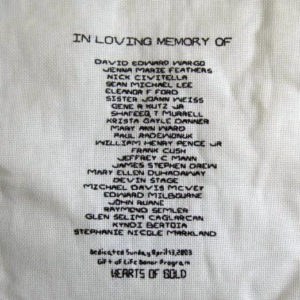 IN LOVING MEMORY OF
DAVID EDWARD WARGO
JENNA MARIE FEATHERS
NICK CIVITELLA
SEAN MICHAEL LEE
ELEANOR F FORD
SISTER JOANN WEISS
GENE R KUTZ JR
SHAFEEQ T MURRELL
KRISTA GAYLE DANNER
MARY ANN WARD
PAUL RADEWONUK
WILLIAM HENRY PENCE JR
FRANK CUSH
JEFFREY C MANN
JAMES STEPHEN DREW
MARY ELLEN DUHADAWAY
DEVIN STAGE
MICHAEL DAVIS MCVEY
EDWARD MILBOURNE
JOHN RUANE
RAYMEND SEMLER
GLEN SELIM CAGLARCAN
KYNDI BERTOIA
STEPHANIE NICOLE MARKLAND
Dedicated Sunday April 13, 2003
Gift of Life Donor Program
HEARTS OF GOLD